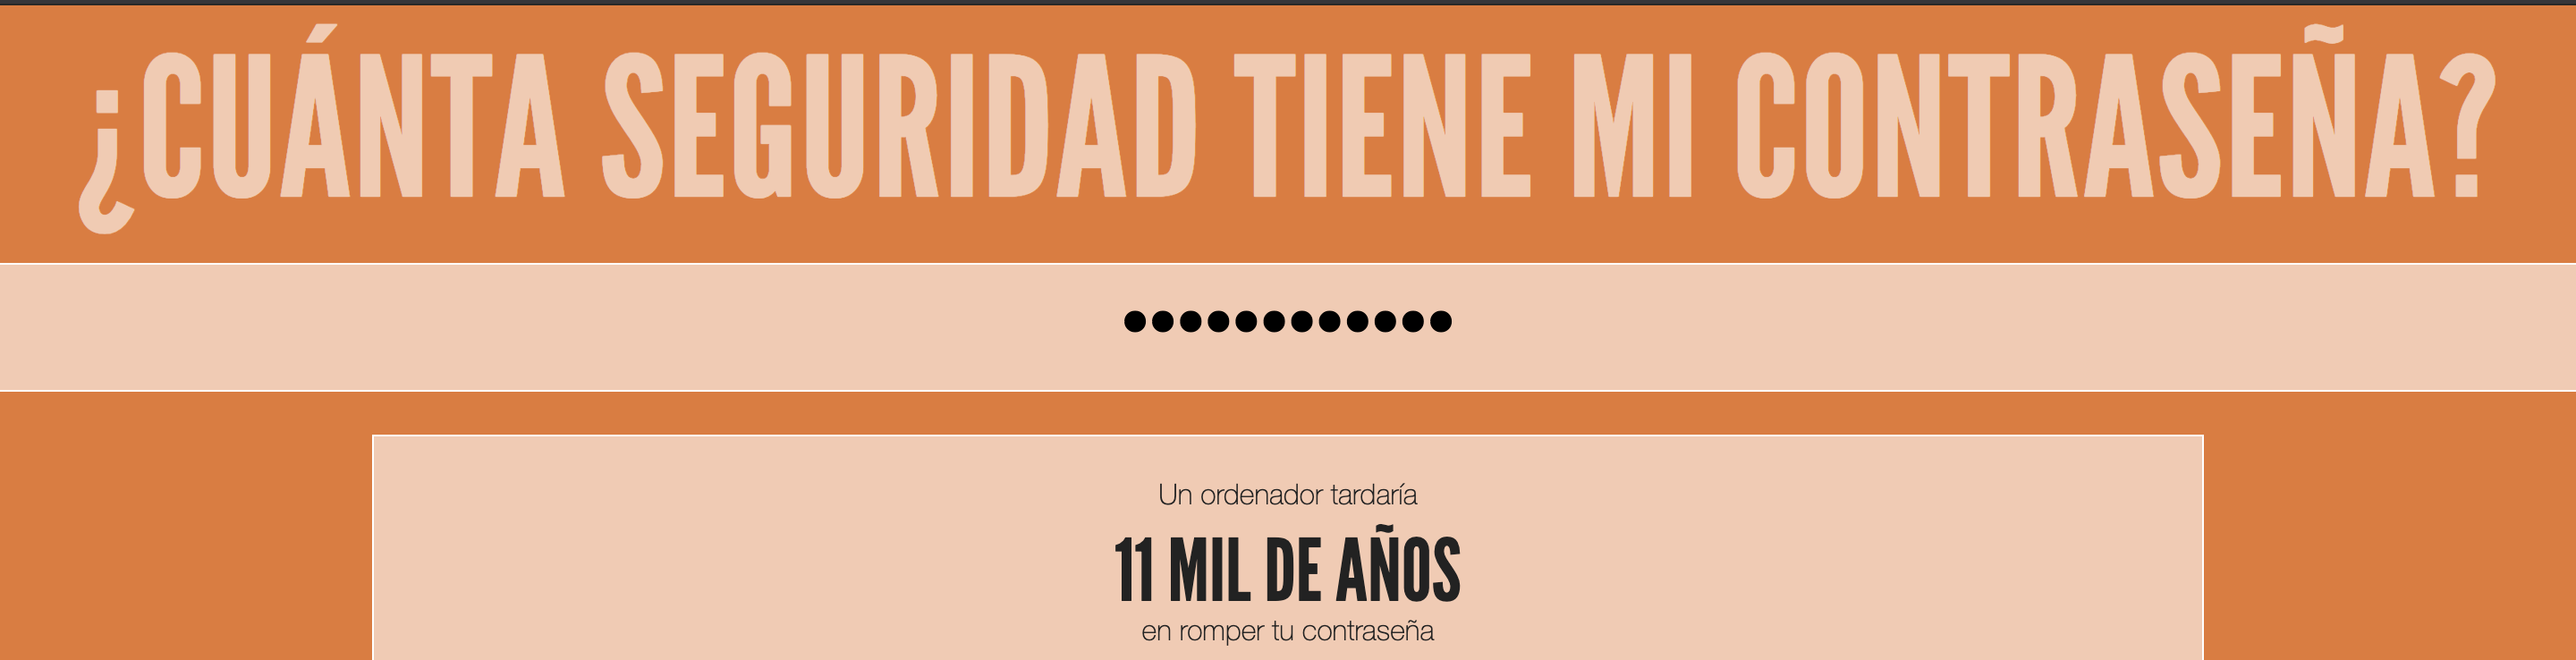 ¿CUÁNTA SEGURIDAD TIENE MI CONTRASEÑA?
●●●●●●●●●●●●
Un ordenador tardaría
11 MIL DE AÑOS
en romper tu contraseña